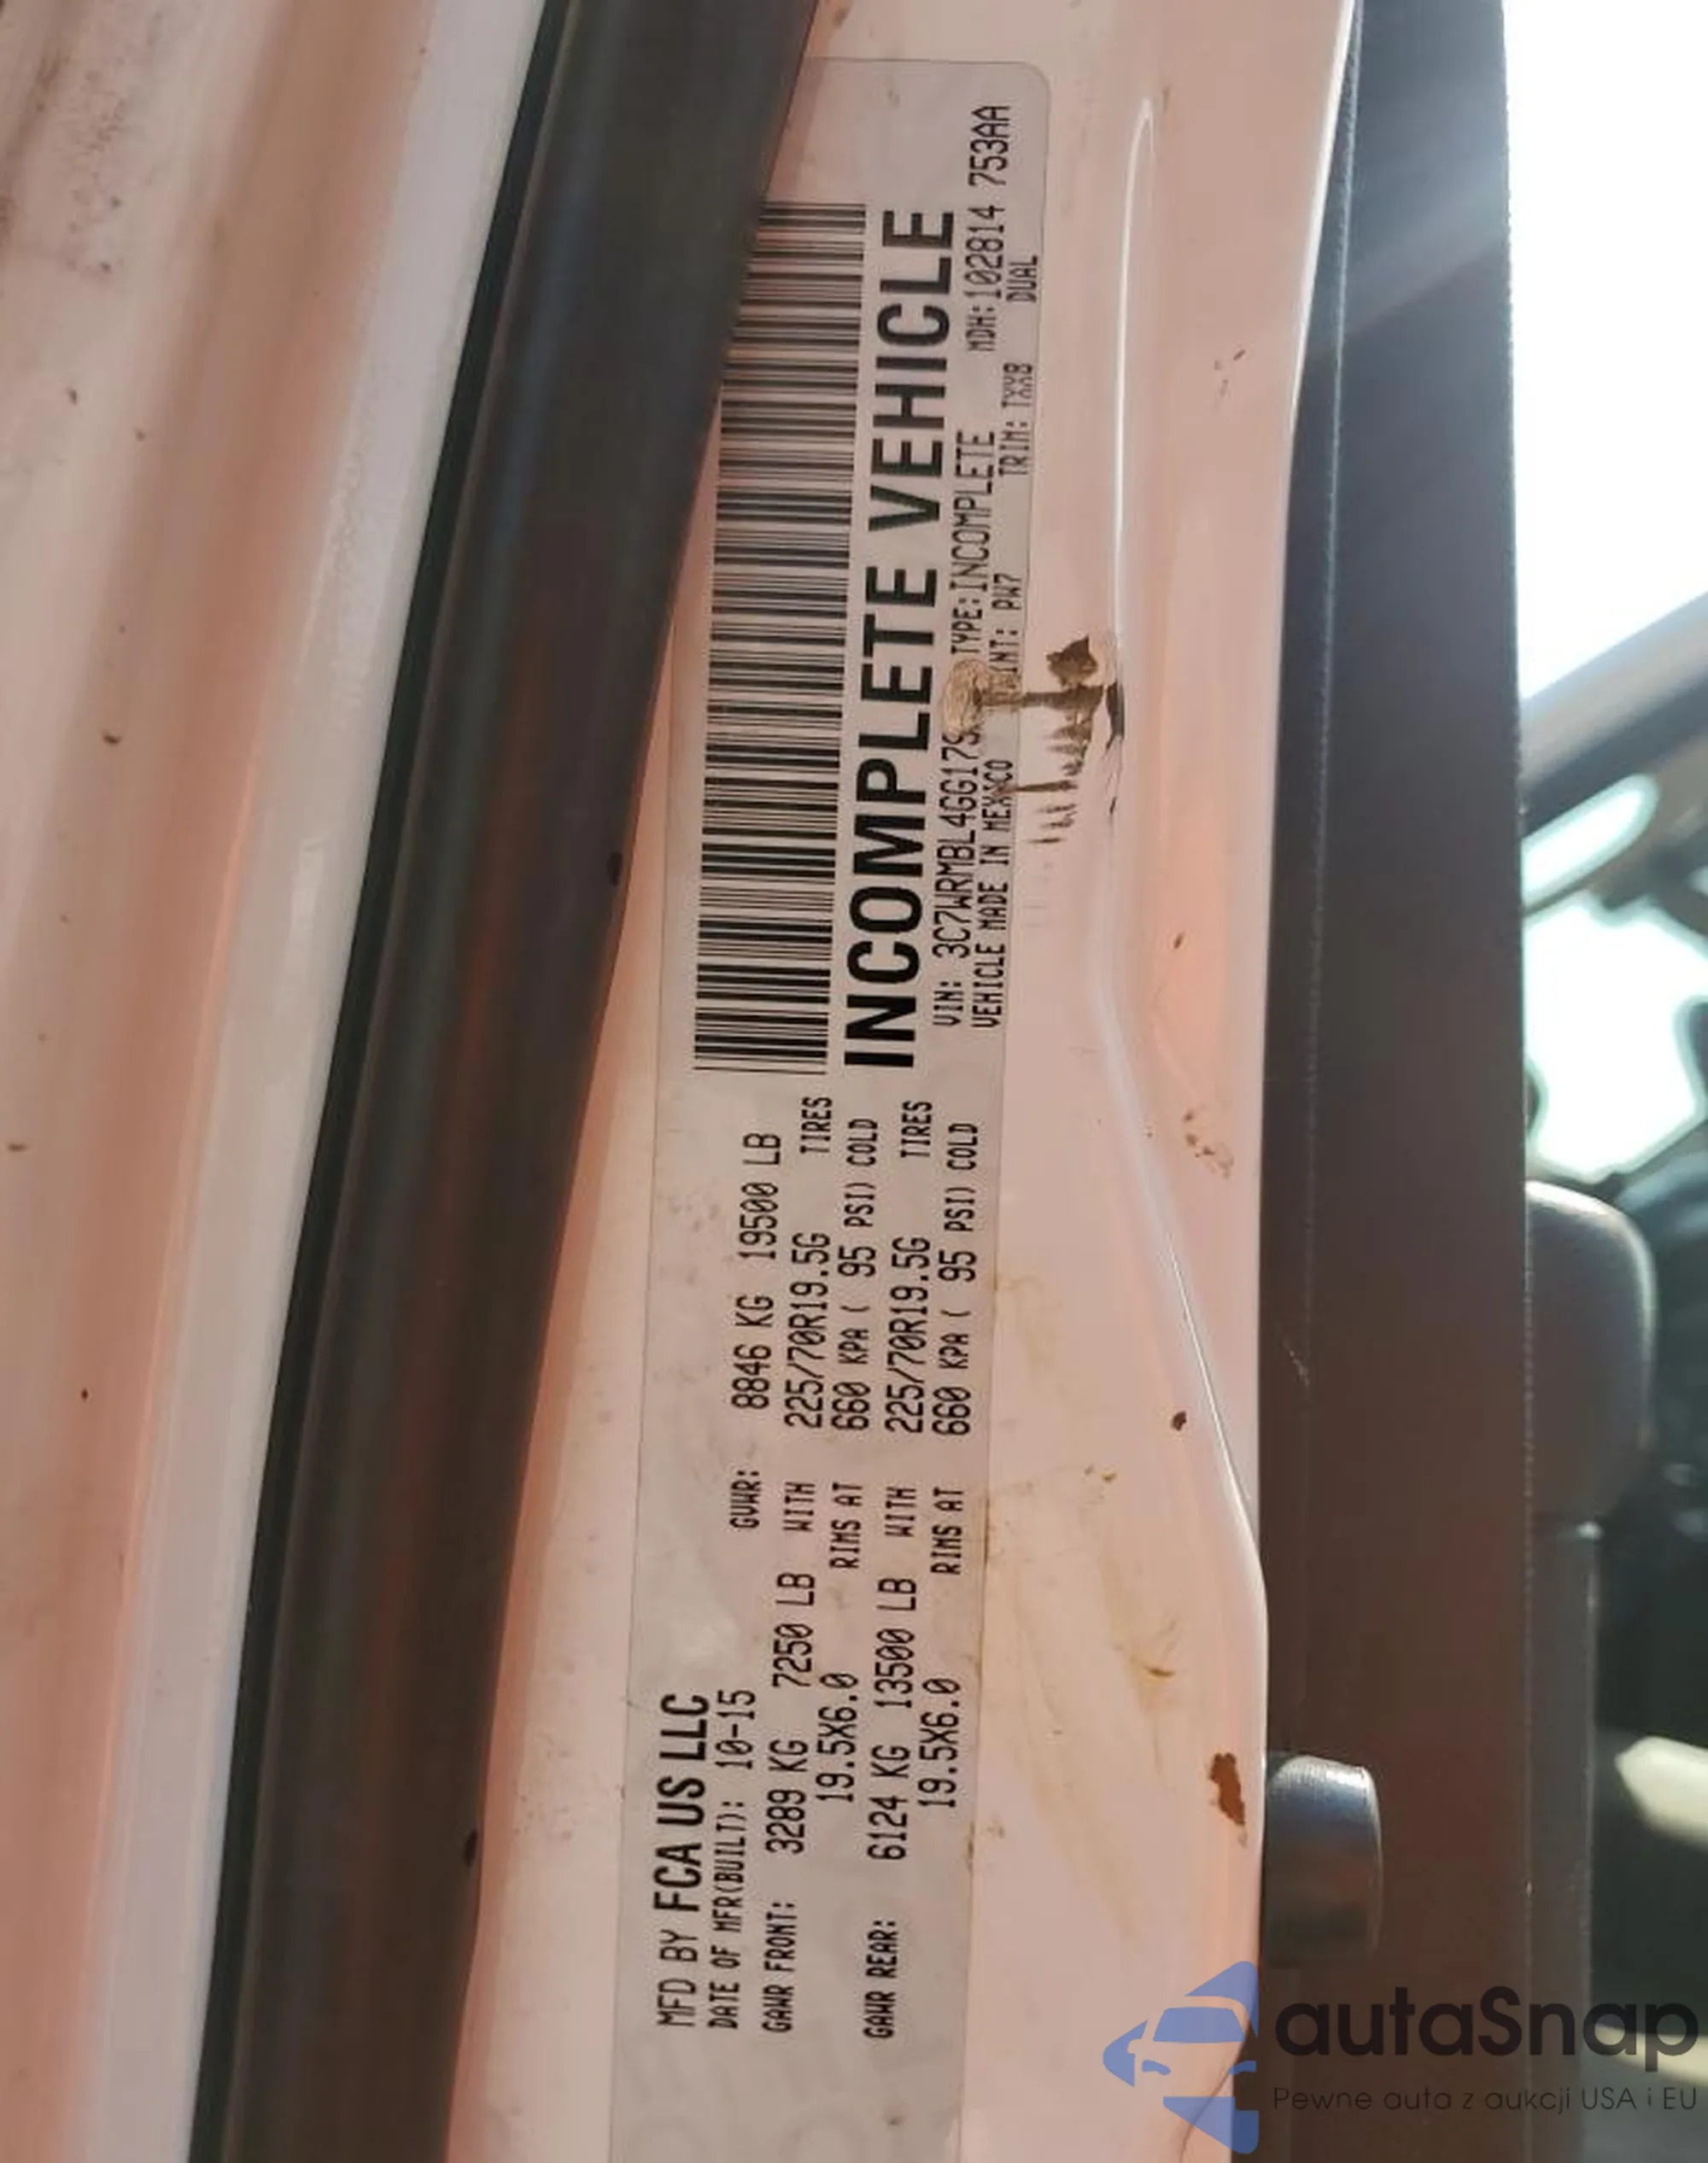 MFD BY FCA US LLC
DATE OF MFR(BUILT): 10-15
GVWR: 8846 KG 19500 LB
GAWR FRONT: 3289 KG 7250 LB WITH 225/70R19.5G TIRES
19.5X6.0 RIMS AT 660 KPA ( 95 PSI) COLD
GAWR REAR: 6124 KG 13500 LB WITH 225/70R19.5G TIRES
19.5X6.0 RIMS AT 660 KPA ( 95 PSI) COLD
INCOMPLETE VEHICLE
VIN: TYPE:INCOMPLETE MDH:102814 753AA
VEHICLE MADE IN MEXICO PW7 TRIM: TXX8 DUAL
autaSnap
Pewne auta z aukcji USA i EU